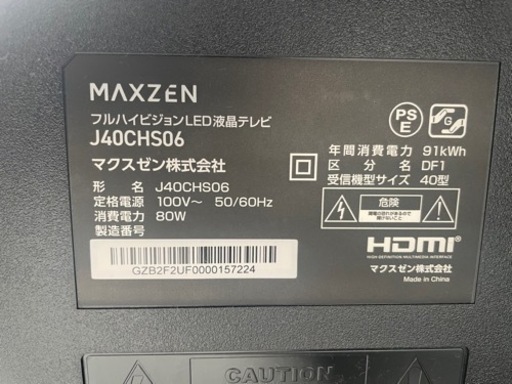 MAXZEN
フルハイビジョンLED液晶テレビ
J40CHS06
マクスゼン株式会社
形 名 J40CHS06
定格電源 100V～ 50/60Hz
消費電力 80W
製造番号
GZB2F2UF0000157224
PS
E
年間消費電力 91kWh
区分名 DF1
受信機型サイズ 40型
危険
HDMI
HIGH-DEFINITION MULTIMEDIA INTERFACE
マクスゼン株式会社
Made in China
CAUTION